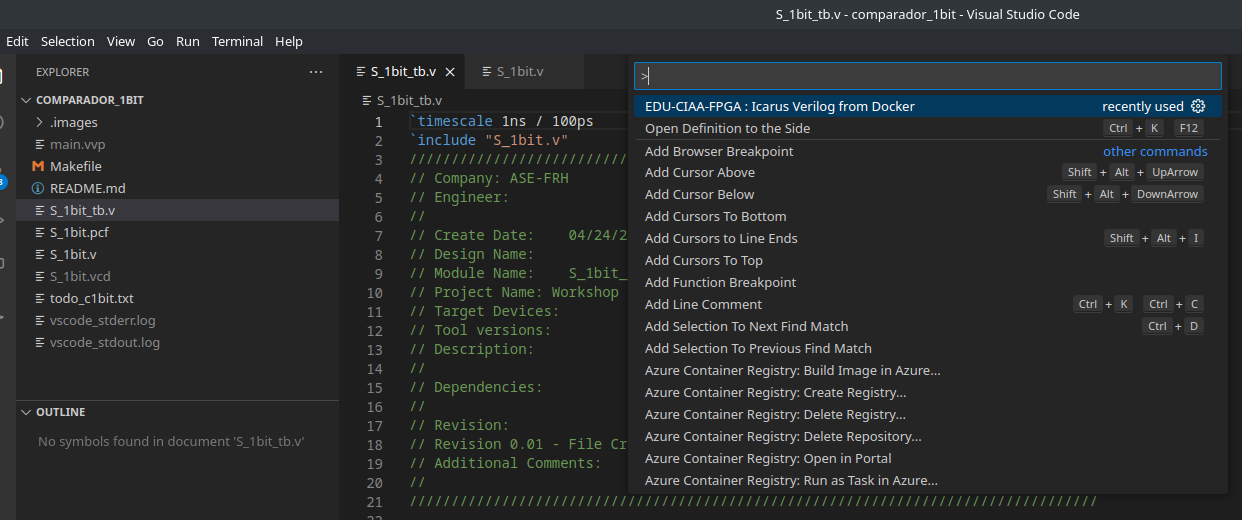 S_1bit_tb.v - comparador_1bit - Visual Studio Code
Edit Selection View Go Run Terminal Help
EXPLORER ...
COMPARADOR_1BIT
.images
main.vvp
Makefile
README.md
S_1bit_tb.v
S_1bit.pcf
S_1bit.v
S_1bit.vcd
todo_c1bit.txt
vscode_stderr.log
vscode_stdout.log
OUTLINE
No symbols found in document 'S_1bit_tb.v'
S_1bit_tb.v S_1bit.v
S_1bit_tb.v
1 `timescale 1ns / 100ps
2 `include "S_1bit.v"
3 //////////////////////////
4 // Company: ASE-FRH
5 // Engineer:
6 //
7 // Create Date: 04/24/2
8 // Design Name:
9 // Module Name: S_1bit_
10 // Project Name: Workshop
11 // Target Devices:
12 // Tool versions:
13 // Description:
14 //
15 // Dependencies:
16 //
17 // Revision:
18 // Revision 0.01 - File Cr
19 // Additional Comments:
20 //
21 ////////////////////////////////////////////////////////////////////////////////
22
>
EDU-CIAA-FPGA : Icarus Verilog from Docker recently used
Open Definition to the Side Ctrl + K F12
Add Browser Breakpoint other commands
Add Cursor Above Shift + Alt + UpArrow
Add Cursor Below Shift + Alt + DownArrow
Add Cursors To Bottom
Add Cursors to Line Ends Shift + Alt + I
Add Cursors To Top
Add Function Breakpoint
Add Line Comment Ctrl + K Ctrl + C
Add Selection To Next Find Match Ctrl + D
Add Selection To Previous Find Match
Azure Container Registry: Build Image in Azure...
Azure Container Registry: Create Registry...
Azure Container Registry: Delete Registry...
Azure Container Registry: Delete Repository...
Azure Container Registry: Open in Portal
Azure Container Registry: Run as Task in Azure...